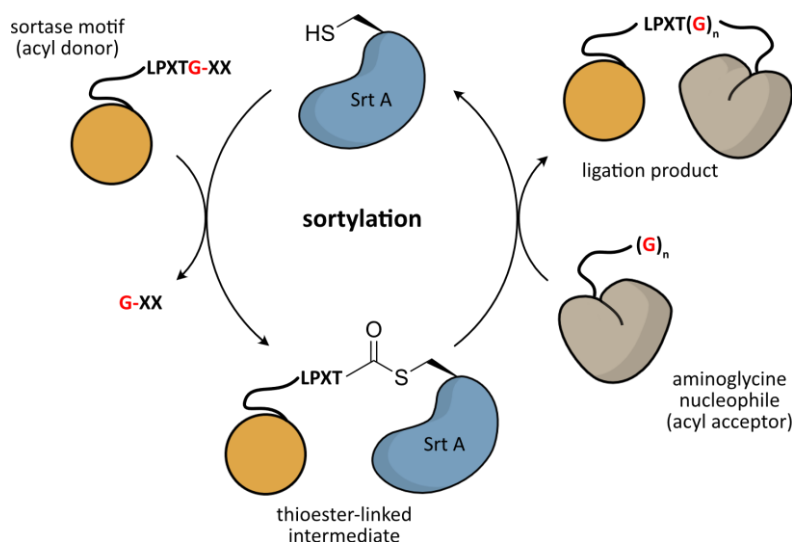 sortase motif
(acyl donor)
LPXTG-XX
HS
Srt A
LPXT(G)n
ligation product
sortylation
(G)n
G-XX
O
LPXT
S
Srt A
aminoglycine
nucleophile
(acyl acceptor)
thioester-linked
intermediate